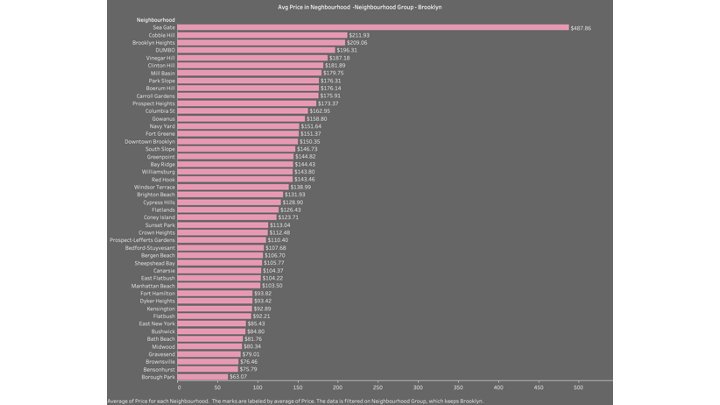 Avg Price in Neghbourhood -Neighbourhood Group - Brooklyn
Neighbourhood
Sea Gate $487.86
Cobble Hill $211.93
Brooklyn Heights $209.06
DUMBO $196.31
Vinegar Hill $187.18
Clinton Hill $181.89
Mill Basin $179.75
Park Slope $176.31
Boerum Hill $176.14
Carroll Gardens $175.91
Prospect Heights $173.37
Columbia St $162.95
Gowanus $158.80
Navy Yard $151.64
Fort Greene $151.37
Downtown Brooklyn $150.35
South Slope $146.73
Greenpoint $144.82
Bay Ridge $144.43
Williamsburg $143.80
Red Hook $143.46
Windsor Terrace $138.99
Brighton Beach $131.93
Cypress Hills $128.90
Flatlands $126.43
Coney Island $123.71
Sunset Park $113.04
Crown Heights $112.48
Prospect-Lefferts Gardens $110.40
Bedford-Stuyvesant $107.68
Bergen Beach $106.70
Sheepshead Bay $105.77
Canarsie $104.37
East Flatbush $104.22
Manhattan Beach $103.50
Fort Hamilton $93.82
Dyker Heights $93.42
Kensington $92.89
Flatbush $92.21
East New York $85.43
Bushwick $84.80
Bath Beach $81.76
Midwood $80.34
Gravesend $79.01
Brownsville $76.46
Bensonhurst $75.79
Borough Park $63.07
0 50 100 150 200 250 300 350 400 450 500
Average of Price for each Neighbourhood. The marks are labeled by average of Price. The data is filtered on Neighbourhood Group, which keeps Brooklyn.